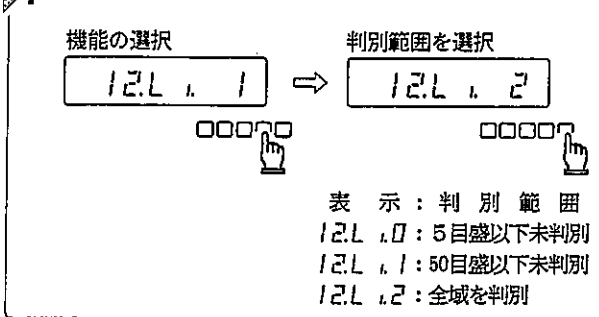 機能の選択
12.L i. 1
⇨
判別範囲を選択
12.L i. 2
表示：判別範囲
12.L i.0：5目盛以下未判別
12.L i.1：50目盛以下未判別
12.L i.2：全域を判別